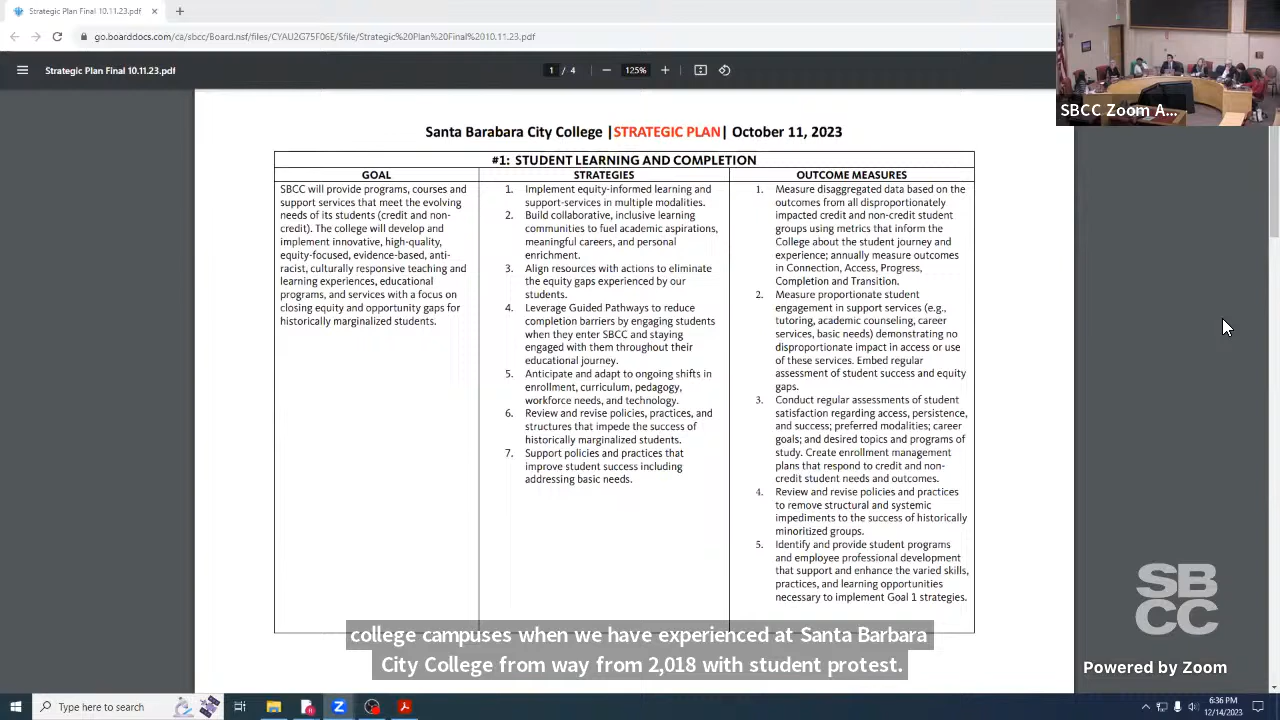 Strategic Plan Final 10.11.23.pdf
go.boarddocs.com/ca/sbcc/Board.nsf/files/CYAU2G75F06E/$file/Strategic%20Plan%20Final%2010.11.23.pdf
Strategic Plan Final 10.11.23.pdf
1 / 4
125%
SBCC Zoom A...
Santa Barabara City College |STRATEGIC PLAN| October 11, 2023
#1: STUDENT LEARNING AND COMPLETION
GOAL
SBCC will provide programs, courses and
support services that meet the evolving
needs of its students (credit and non-
credit). The college will develop and
implement innovative, high-quality,
equity-focused, evidence-based, anti-
racist, culturally responsive teaching and
learning experiences, educational
programs, and services with a focus on
closing equity and opportunity gaps for
historically marginalized students.
STRATEGIES
1. Implement equity-informed learning and
support-services in multiple modalities.
2. Build collaborative, inclusive learning
communities to fuel academic aspirations,
meaningful careers, and personal
enrichment.
3. Align resources with actions to eliminate
the equity gaps experienced by our
students.
4. Leverage Guided Pathways to reduce
completion barriers by engaging students
when they enter SBCC and staying
engaged with them throughout their
educational journey.
5. Anticipate and adapt to ongoing shifts in
enrollment, curriculum, pedagogy,
workforce needs, and technology.
6. Review and revise policies, practices, and
structures that impede the success of
historically marginalized students.
7. Support policies and practices that
improve student success including
addressing basic needs.
OUTCOME MEASURES
1. Measure disaggregated data based on the
outcomes from all disproportionately
impacted credit and non-credit student
groups using metrics that inform the
College about the student journey and
experience; annually measure outcomes
in Connection, Access, Progress,
Completion and Transition.
2. Measure proportionate student
engagement in support services (e.g.,
tutoring, academic counseling, career
services, basic needs) demonstrating no
disproportionate impact in access or use
of these services. Embed regular
assessment of student success and equity
gaps.
3. Conduct regular assessments of student
satisfaction regarding access, persistence,
and success; preferred modalities; career
goals; and desired topics and programs of
study. Create enrollment management
plans that respond to credit and non-
credit student needs and outcomes.
4. Review and revise policies and practices
to remove structural and systemic
impediments to the success of historically
minoritized groups.
5. Identify and provide student programs
and employee professional development
that support and enhance the varied skills,
practices, and learning opportunities
necessary to implement Goal 1 strategies.
college campuses when we have experienced at Santa Barbara
City College from way from 2,018 with student protest.
SB
CC
Powered by Zoom
Type here to search
6:36 PM
12/14/2023